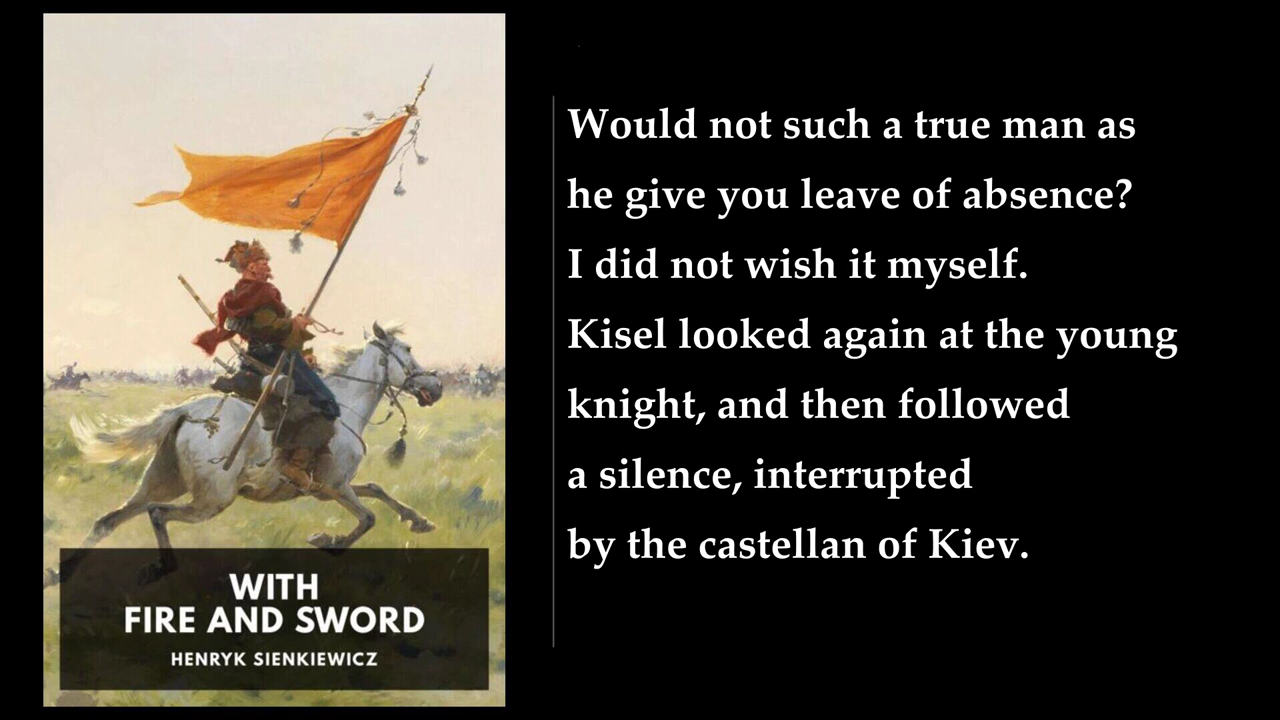 WITH
FIRE AND SWORD
HENRYK SIENKIEWICZ
Would not such a true man as
he give you leave of absence?
I did not wish it myself.
Kisel looked again at the young
knight, and then followed
a silence, interrupted
by the castellan of Kiev.